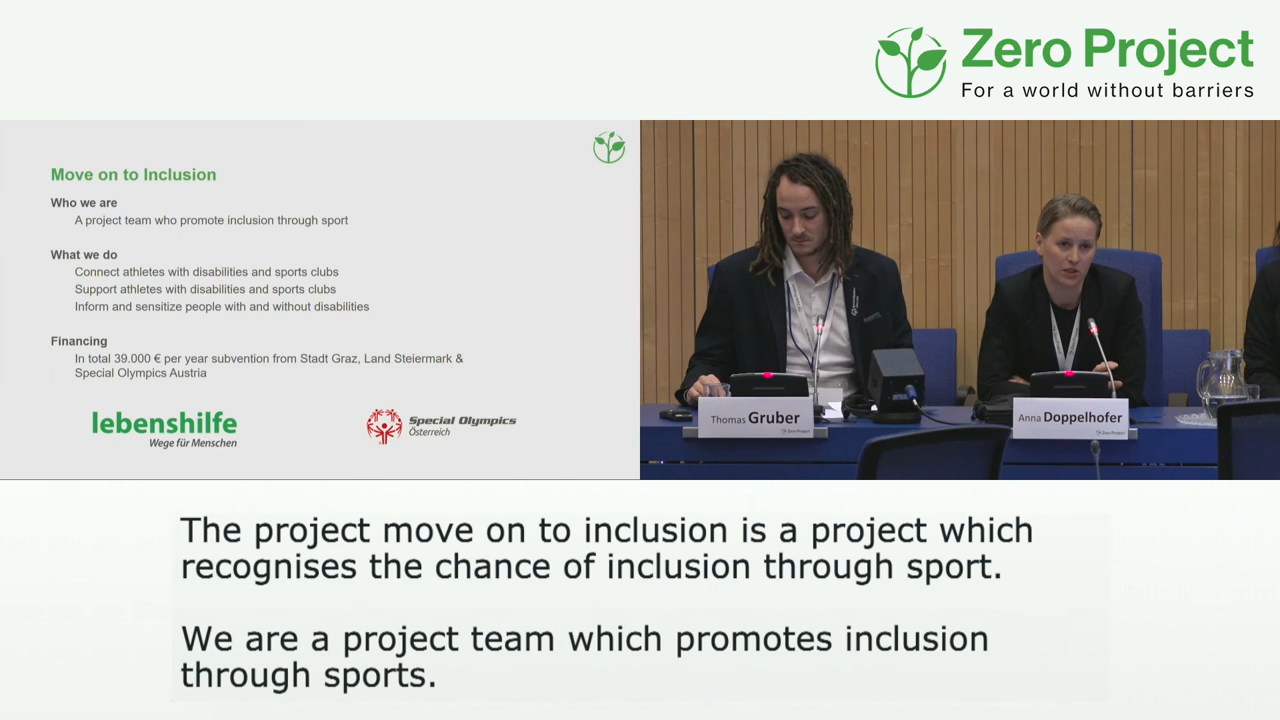 Zero Project
For a world without barriers
Move on to Inclusion
Who we are
A project team who promote inclusion through sport
What we do
Connect athletes with disabilities and sports clubs
Support athletes with disabilities and sports clubs
Inform and sensitize people with and without disabilities
Financing
In total 39.000 € per year subvention from Stadt Graz, Land Steiermark &
Special Olympics Austria
lebenshilfe
Wege für Menschen
Special Olympics
Österreich
Thomas Gruber
ZeroProject
Anna Doppelhofer
ZeroProject
The project move on to inclusion is a project which
recognises the chance of inclusion through sport.
We are a project team which promotes inclusion
through sports.